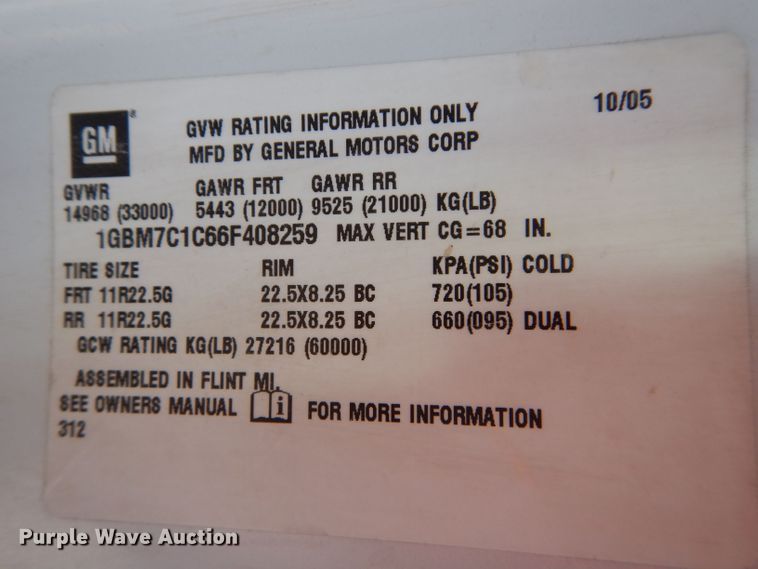 10/05
GM®
GVW RATING INFORMATION ONLY
MFD BY GENERAL MOTORS CORP
GVWR GAWR FRT GAWR RR
14968 (33000) 5443 (12000) 9525 (21000) KG(LB)
1GBM7C1C66F408259 MAX VERT CG=68 IN.
TIRE SIZE RIM KPA(PSI) COLD
FRT 11R22.5G 22.5X8.25 BC 720(105)
RR 11R22.5G 22.5X8.25 BC 660(095) DUAL
GCW RATING KG(LB) 27216 (60000)
ASSEMBLED IN FLINT MI.
SEE OWNERS MANUAL i FOR MORE INFORMATION
312
Purple Wave Auction